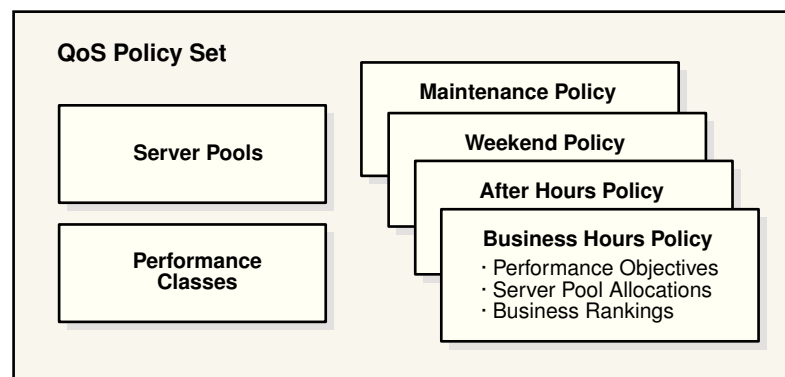 QoS Policy Set
Server Pools
Performance
Classes
Maintenance Policy
Weekend Policy
After Hours Policy
Business Hours Policy
· Performance Objectives
· Server Pool Allocations
· Business Rankings